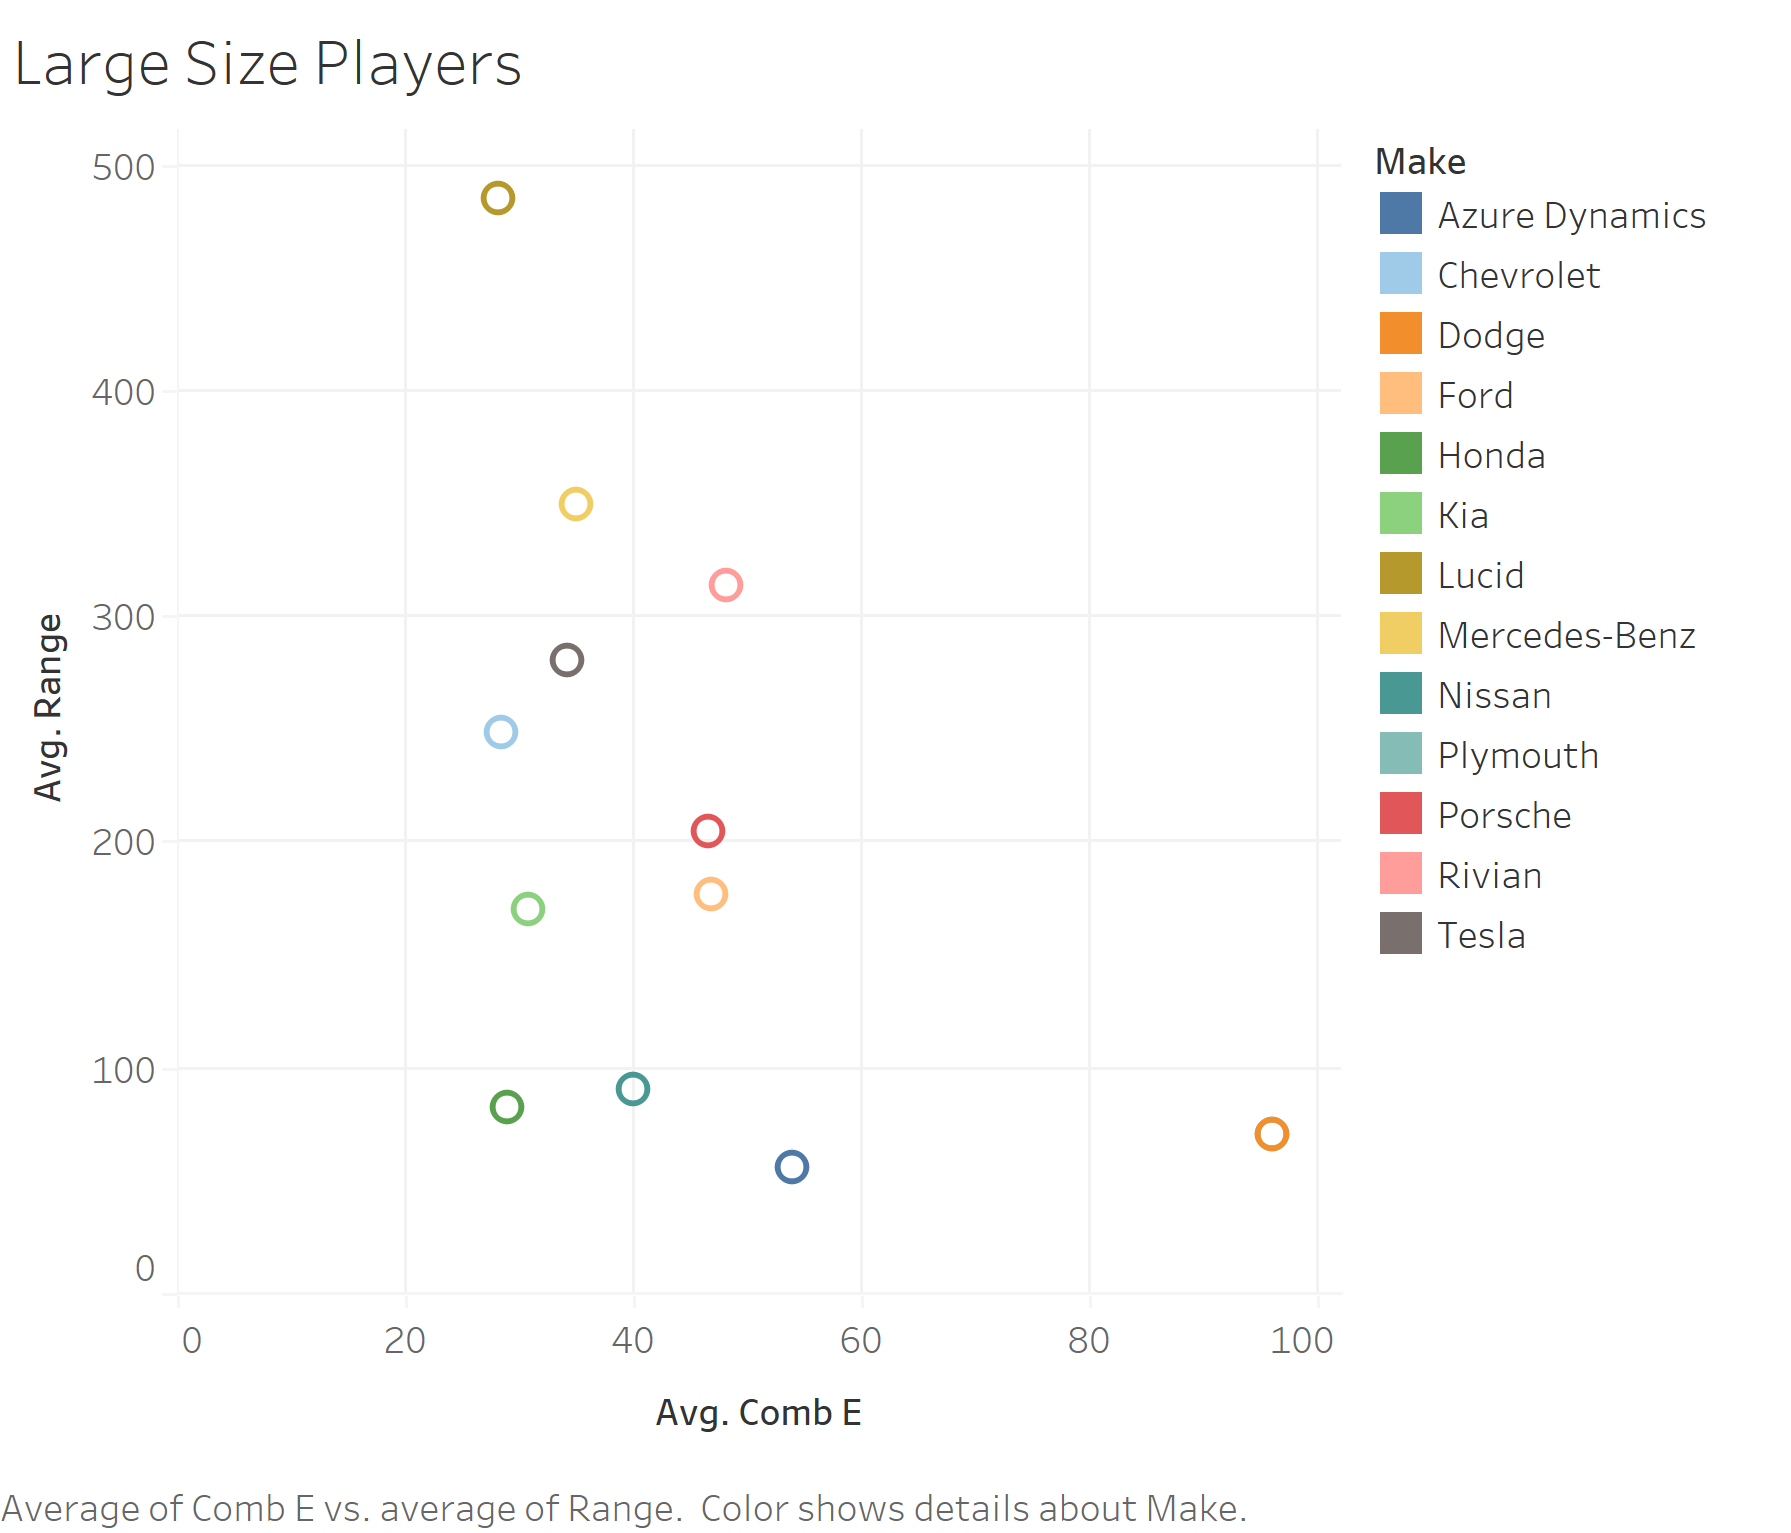 Large Size Players
500
400
300
200
100
0
Avg. Range
0 20 40 60 80 100
Avg. Comb E
Make
Azure Dynamics
Chevrolet
Dodge
Ford
Honda
Kia
Lucid
Mercedes-Benz
Nissan
Plymouth
Porsche
Rivian
Tesla
Average of Comb E vs. average of Range.  Color shows details about Make.